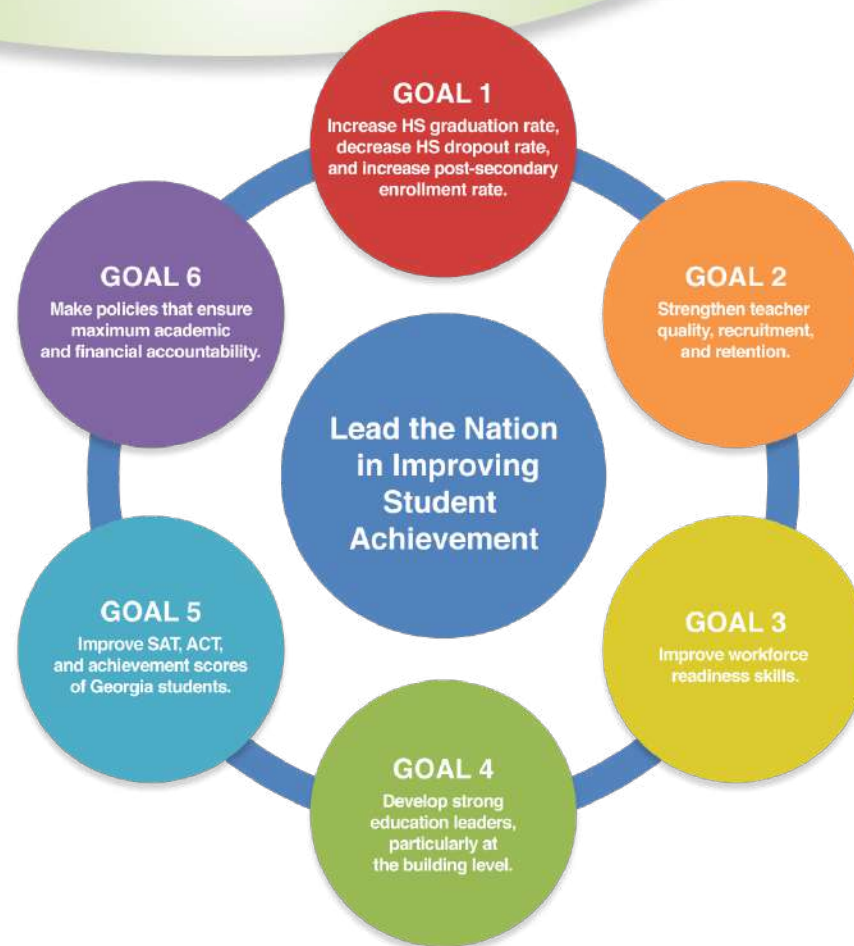 GOAL 1
Increase HS graduation rate,
decrease HS dropout rate,
and increase post-secondary
enrollment rate.
GOAL 2
Strengthen teacher
quality, recruitment,
and retention.
GOAL 3
Improve workforce
readiness skills.
GOAL 4
Develop strong
education leaders,
particularly at
the building level.
GOAL 5
Improve SAT, ACT,
and achievement scores
of Georgia students.
GOAL 6
Make policies that ensure
maximum academic
and financial accountability.
Lead the Nation
in Improving
Student
Achievement